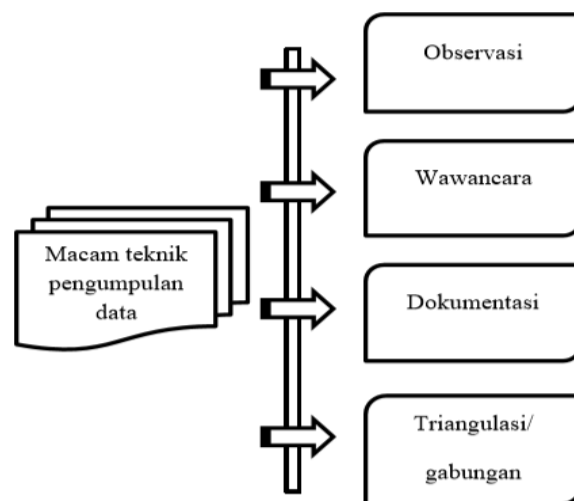 Observasi
Wawancara
Macam teknik
pengumpulan
data
Dokumentasi
Triangulasi/
gabungan